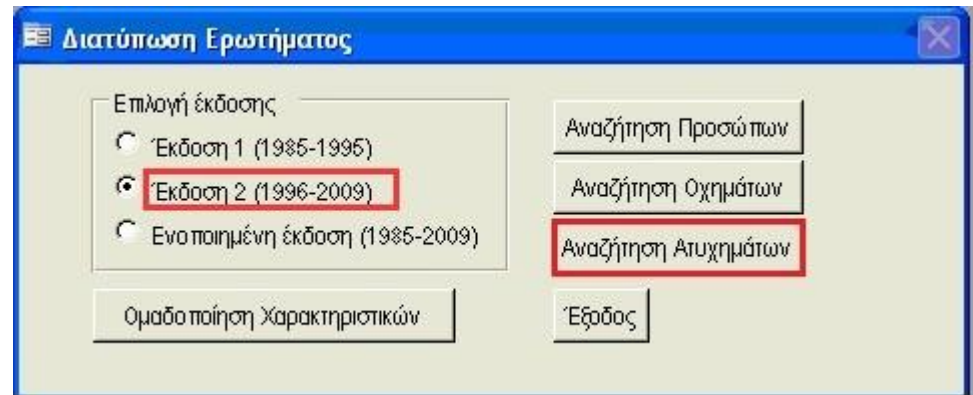 Διατύπωση Ερωτήματος
Επιλογή έκδοσης
Έκδοση 1 (1985-1995)
Έκδοση 2 (1996-2009)
Ενοποιημένη έκδοση (1985-2009)
Ομαδοποίηση Χαρακτηριστικών
Αναζήτηση Προσώπων
Αναζήτηση Οχημάτων
Αναζήτηση Ατυχημάτων
Έξοδος